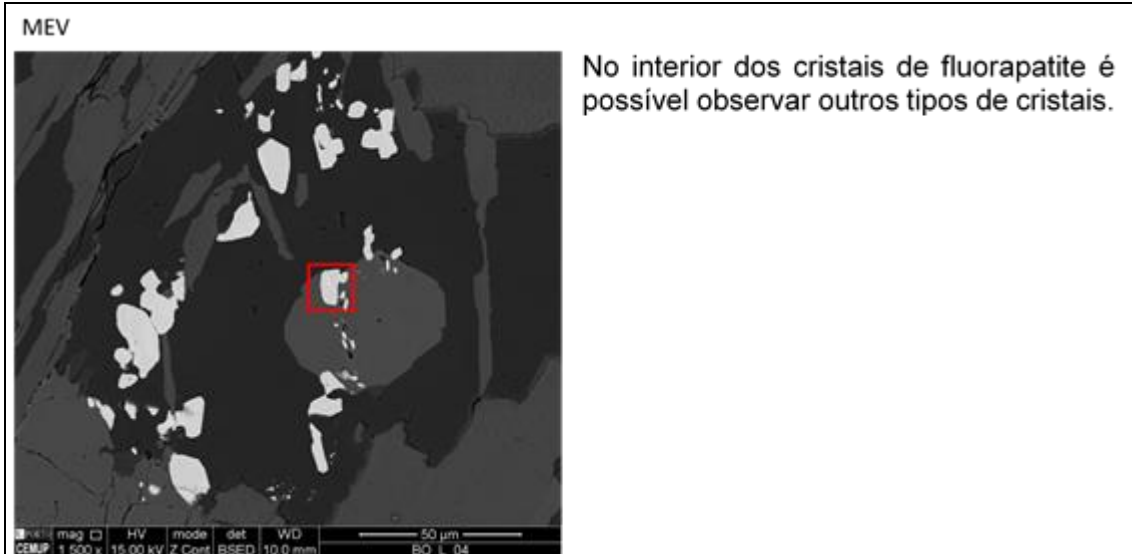 MEV
No interior dos cristais de fluorapatite é
possível observar outros tipos de cristais.
mag HV mode det WD 50 µm
CEMUP 1 500 x 15.00 kV Z Cont BSED 10.0 mm BO_L_04